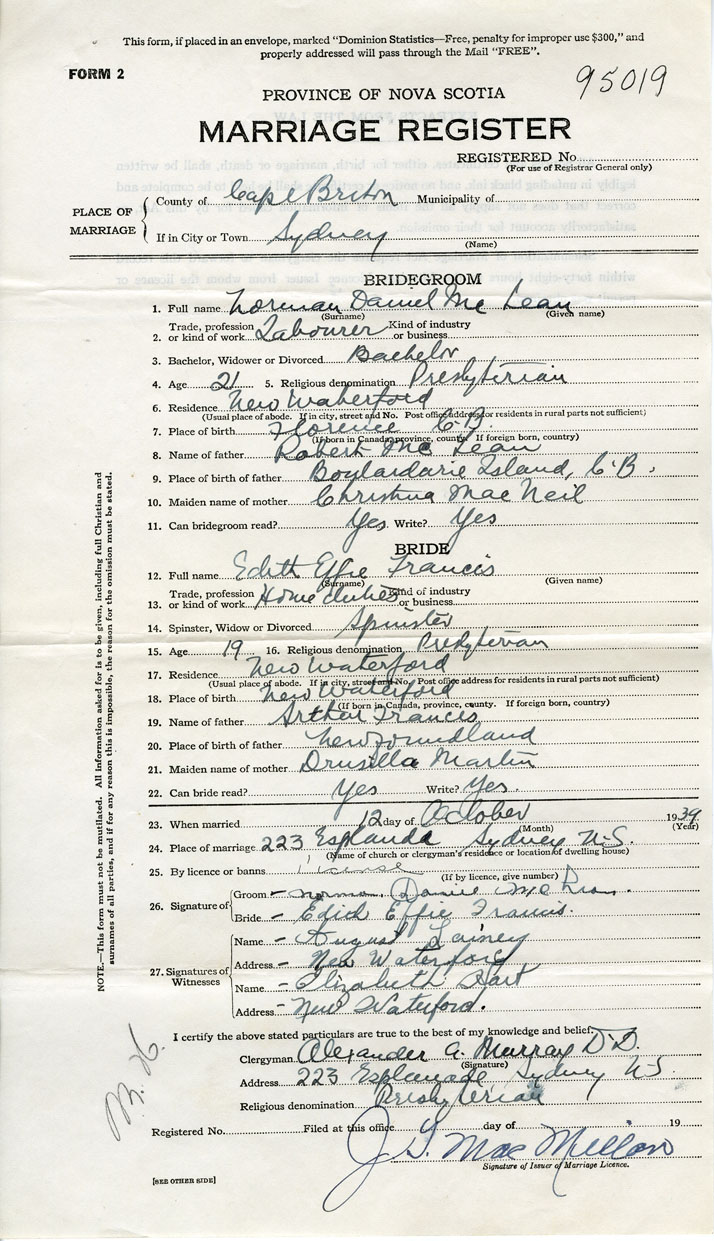 This form, if placed in an envelope, marked "Dominion Statistics—Free, penalty for improper use $300," and
properly addressed will pass through the Mail "FREE".
FORM 2
95019
PROVINCE OF NOVA SCOTIA
MARRIAGE REGISTER
REGISTERED No.
(For use of Registrar General only)
PLACE OF MARRIAGE
County of Cape Breton Municipality of
If in City or Town Sydney
(Name)
BRIDEGROOM
1. Full name Norman Daniel Mc Lean
(Surname) (Given name)
2. Trade, profession or kind of work Labourer Kind of industry or business
3. Bachelor, Widower or Divorced Bachelor
4. Age 21 5. Religious denomination Presbyterian
6. Residence New Waterford
(Usual place of abode. If in city, street and No. Post office address for residents in rural parts not sufficient)
7. Place of birth Florence C.B.
(If born in Canada, province, county. If foreign born, country)
8. Name of father Robert Mc Lean
9. Place of birth of father Boylardarie Island, C.B.
10. Maiden name of mother Christina Mac Neil
11. Can bridegroom read? Yes Write? Yes
BRIDE
12. Full name Edith Effie Francis
(Surname) (Given name)
13. Trade, profession or kind of work Home duties Kind of industry or business
14. Spinster, Widow or Divorced Spinster
15. Age 19 16. Religious denomination Presbyterian
17. Residence New Waterford
(Usual place of abode. If in city, street and No. Post office address for residents in rural parts not sufficient)
18. Place of birth New Waterford
(If born in Canada, province, county. If foreign born, country)
19. Name of father Arthur Francis
20. Place of birth of father Newfoundland
21. Maiden name of mother Drusilla Martin
22. Can bride read? Yes Write? Yes.
23. When married 12 day of October 1939
(Month) (Year)
24. Place of marriage 223 Esplanda Sydney N.S.
(Name of church or clergyman's residence or location of dwelling house)
25. By licence or banns license
(If by licence, give number)
26. Signature of
Groom Norman Daniel Mc Lean.
Bride Edith Effie Francis.
27. Signatures of Witnesses
Name August Lainey
Address New Waterford
Name Elizabeth Hart
Address New Waterford.
I certify the above stated particulars are true to the best of my knowledge and belief.
Clergyman Alexander A. Murray D.D.
(Signature)
Address 223 Esplanade, Sydney N.S.
Religious denomination Presbyterian
Registered No. Filed at this office day of 19
J. G. Mac Millan
Signature of Issuer of Marriage Licence.
[SEE OTHER SIDE]
NOTE.—This form must not be mutilated. All information asked for is to be given, including full Christian and
surnames of all parties, and if for any reason this is impossible, the reason for the omission must be stated.